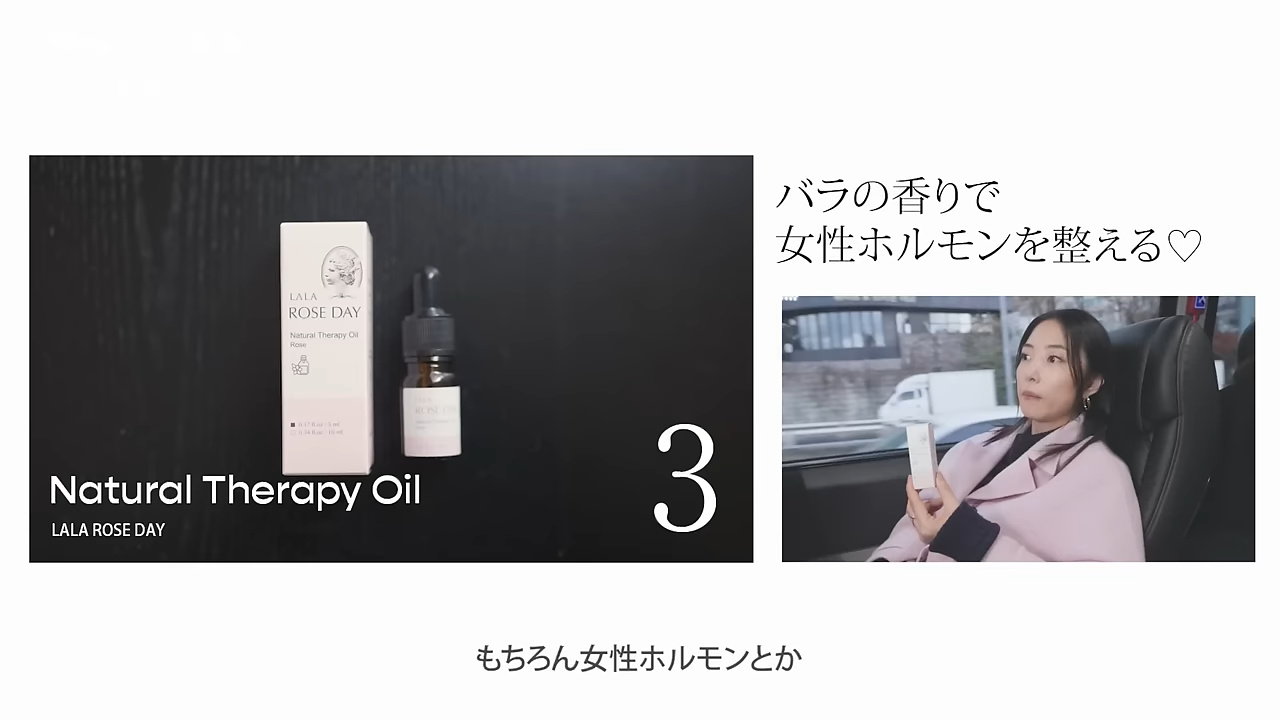 バラの香りで
女性ホルモンを整える♡
LALA
ROSE DAY
Natural Therapy Oil
Rose
ROSE DAY
3
Natural Therapy Oil
LALA ROSE DAY
もちろん女性ホルモンとか